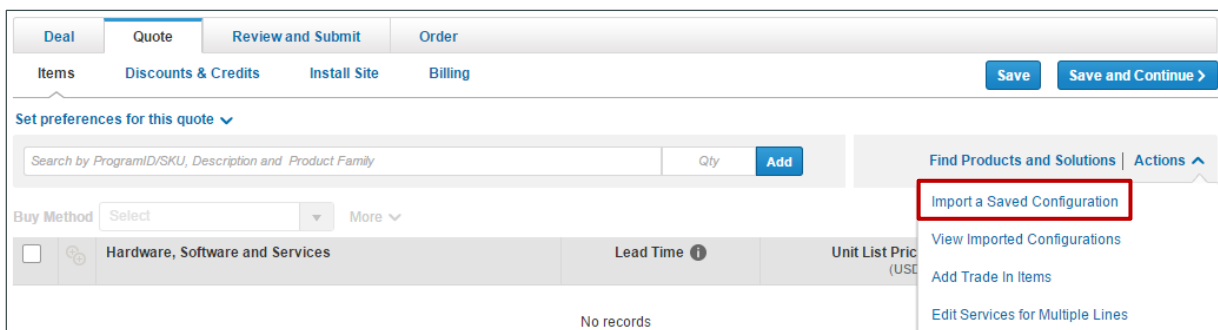 Deal Quote Review and Submit Order
Items Discounts & Credits Install Site Billing Save Save and Continue >
Set preferences for this quote
Search by ProgramID/SKU, Description and Product Family Qty Add Find Products and Solutions | Actions
Import a Saved Configuration
Buy Method Select More
View Imported Configurations
Hardware, Software and Services Lead Time Unit List Pric
(USD
Add Trade In Items
Edit Services for Multiple Lines
No records